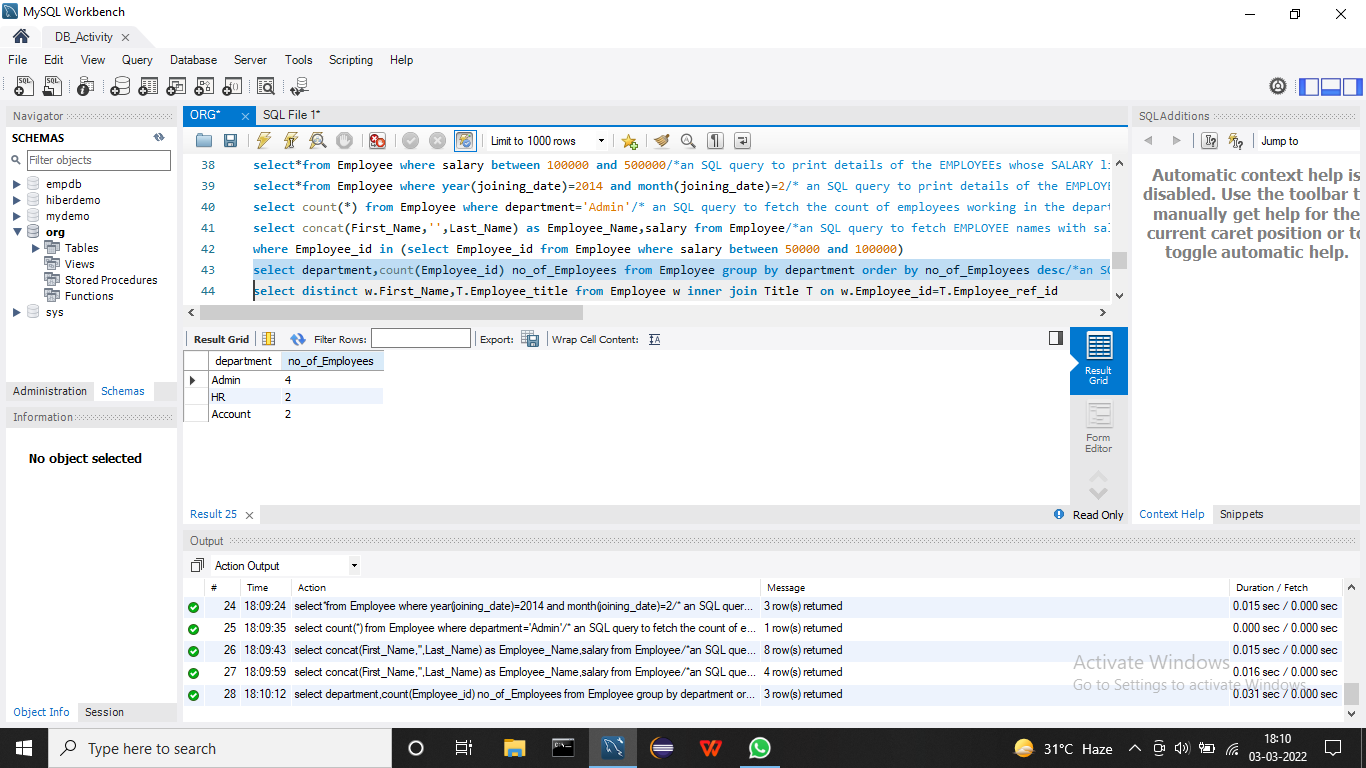 MySQL Workbench
DB_Activity
File Edit View Query Database Server Tools Scripting Help
Navigator
SCHEMAS
Filter objects
empdb
hiberdemo
mydemo
org
Tables
Views
Stored Procedures
Functions
sys
Administration Schemas
Information
No object selected
Object Info Session
ORG* SQL File 1*
Limit to 1000 rows
38 select*from Employee where salary between 100000 and 500000/*an SQL query to print details of the EMPLOYEEs whose SALARY li
39 select*from Employee where year(joining_date)=2014 and month(joining_date)=2/* an SQL query to print details of the EMPLOYE
40 select count(*) from Employee where department='Admin'/* an SQL query to fetch the count of employees working in the depart
41 select concat(First_Name,'',Last_Name) as Employee_Name,salary from Employee/*an SQL query to fetch EMPLOYEE names with sal
42 where Employee_id in (select Employee_id from Employee where salary between 50000 and 100000)
43 select department,count(Employee_id) no_of_Employees from Employee group by department order by no_of_Employees desc/*an SQ
44 select distinct w.First_Name,T.Employee_title from Employee w inner join Title T on w.Employee_id=T.Employee_ref_id
Result Grid Filter Rows: Export: Wrap Cell Content:
department no_of_Employees
Admin 4
HR 2
Account 2
Result Grid
Form Editor
Result 25
Read Only
SQLAdditions
Jump to
Automatic context help is
disabled. Use the toolbar t
manually get help for the
current caret position or to
toggle automatic help.
Context Help Snippets
Output
Action Output
# Time Action Message Duration / Fetch
24 18:09:24 select*from Employee where year(joining_date)=2014 and month(joining_date)=2/* an SQL quer... 3 row(s) returned 0.015 sec / 0.000 sec
25 18:09:35 select count(*) from Employee where department='Admin'/* an SQL query to fetch the count of e... 1 row(s) returned 0.000 sec / 0.000 sec
26 18:09:43 select concat(First_Name,'',Last_Name) as Employee_Name,salary from Employee/*an SQL que... 8 row(s) returned 0.015 sec / 0.000 sec
27 18:09:59 select concat(First_Name,'',Last_Name) as Employee_Name,salary from Employee/*an SQL que... 4 row(s) returned 0.016 sec / 0.000 sec
28 18:10:12 select department,count(Employee_id) no_of_Employees from Employee group by department or... 3 row(s) returned 0.031 sec / 0.000 sec
Activate Windows
Go to Settings to activate Windows.
Type here to search
31°C Haze
18:10
03-03-2022